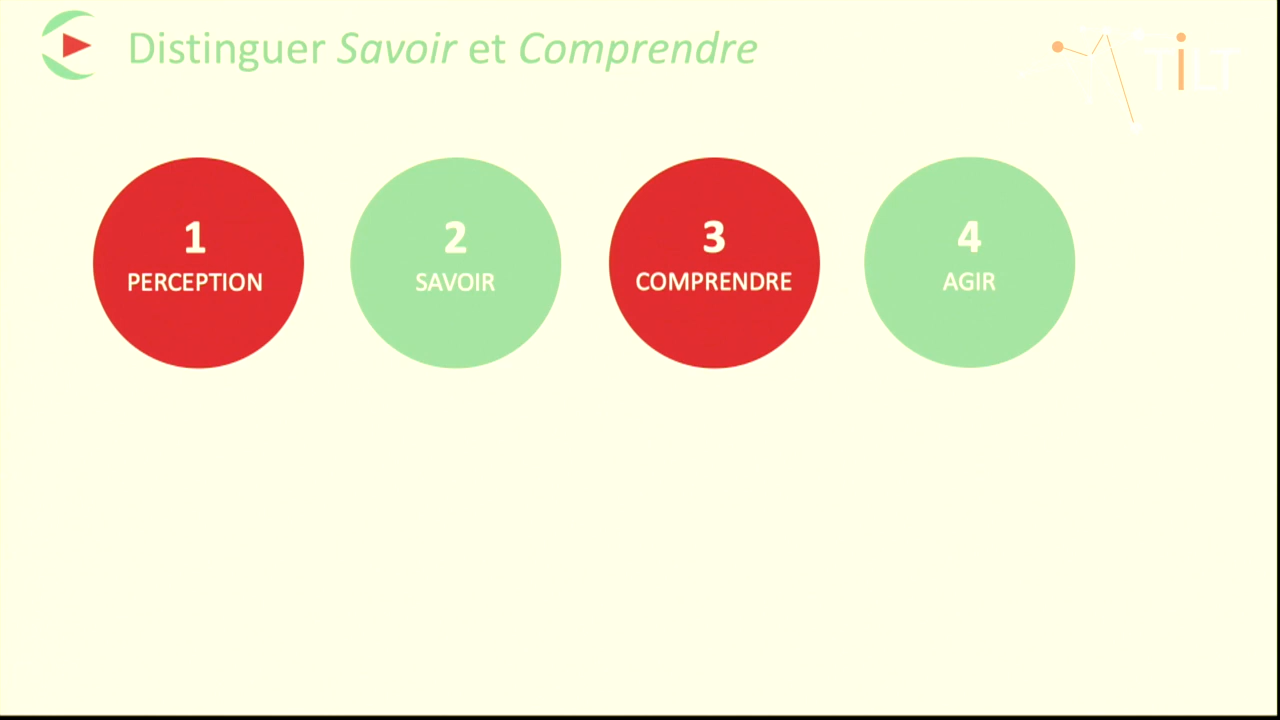 Distinguer Savoir et Comprendre
TiLT
1
PERCEPTION
2
SAVOIR
3
COMPRENDRE
4
AGIR